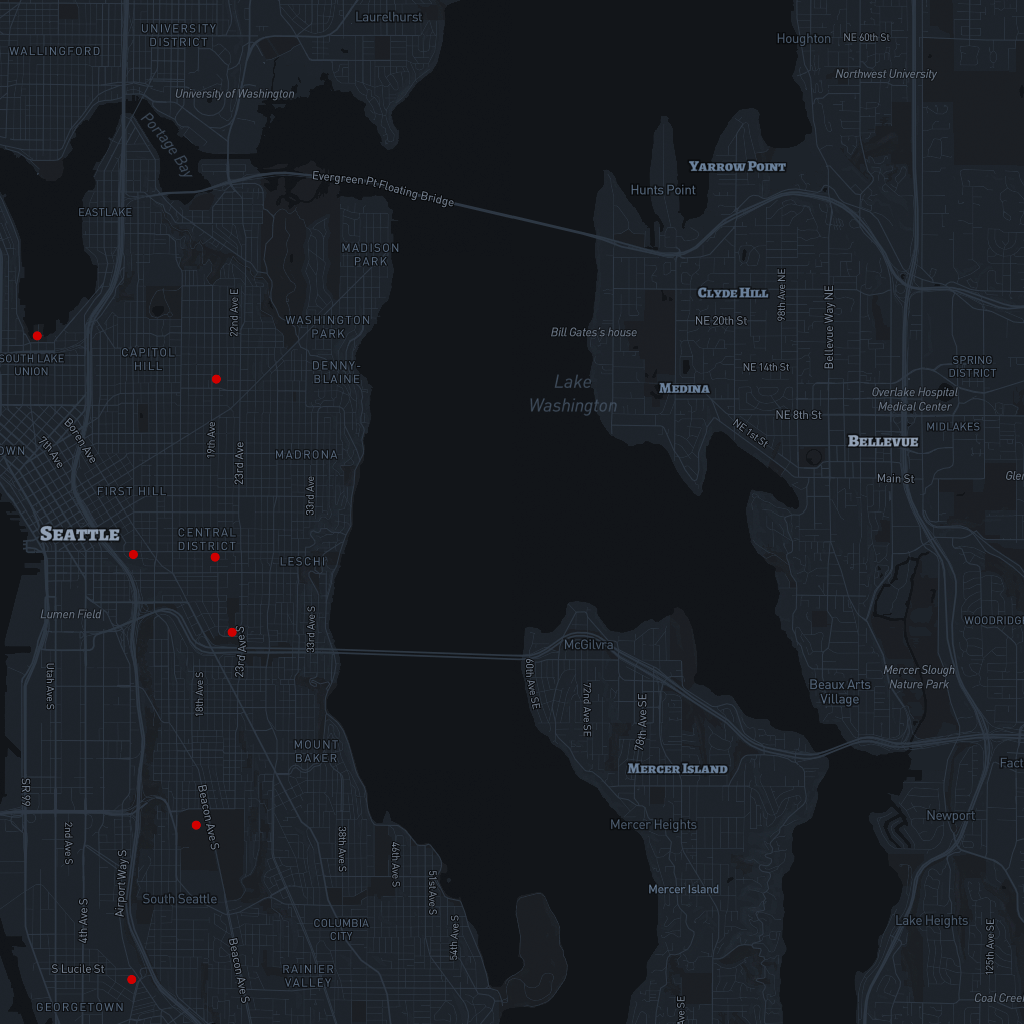 Laurelhurst
UNIVERSITY
DISTRICT
WALLINGFORD
Houghton
NE 60th St
Northwest University
University of Washington
Portage Bay
Evergreen Pt Floating Bridge
Yarrow Point
Hunts Point
EASTLAKE
MADISON
PARK
22nd Ave E
WASHINGTON
PARK
Clyde Hill
98th Ave NE
Bellevue Way NE
NE 20th St
Bill Gates's house
SOUTH LAKE
UNION
CAPITOL
HILL
DENNY-
BLAINE
NE 14th St
SPRING
DISTRICT
Lake
Washington
Medina
Overlake Hospital
Medical Center
NE 8th St
NE 1st St
MIDLAKES
Bellevue
Boren Ave
7th Ave
OWN
19th Ave
23rd Ave
MADRONA
33rd Ave
Main St
Glen
FIRST HILL
Seattle
CENTRAL
DISTRICT
LESCHI
Lumen Field
33rd Ave S
23rd Ave S
WOODRIDGE
McGilvra
60th Ave SE
72nd Ave SE
78th Ave SE
Utah Ave S
18th Ave S
Mercer Slough
Nature Park
Beaux Arts
Village
MOUNT
BAKER
Mercer Island
Fact
SR 99
Beacon Ave S
2nd Ave S
38th Ave S
46th Ave S
51st Ave S
54th Ave S
Mercer Heights
Newport
Airport Way S
4th Ave S
South Seattle
Mercer Island
COLUMBIA
CITY
Lake Heights
125th Ave SE
S Lucile St
Beacon Ave S
RAINIER
VALLEY
GEORGETOWN
Ave SE
Coal Creek